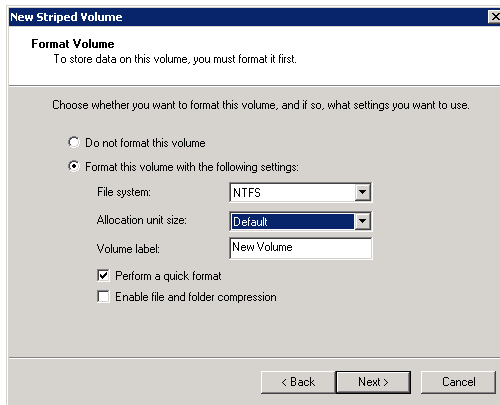 New Striped Volume
Format Volume
To store data on this volume, you must format it first.
Choose whether you want to format this volume, and if so, what settings you want to use.
Do not format this volume
Format this volume with the following settings:
File system: NTFS
Allocation unit size: Default
Volume label: New Volume
Perform a quick format
Enable file and folder compression
< Back Next > Cancel